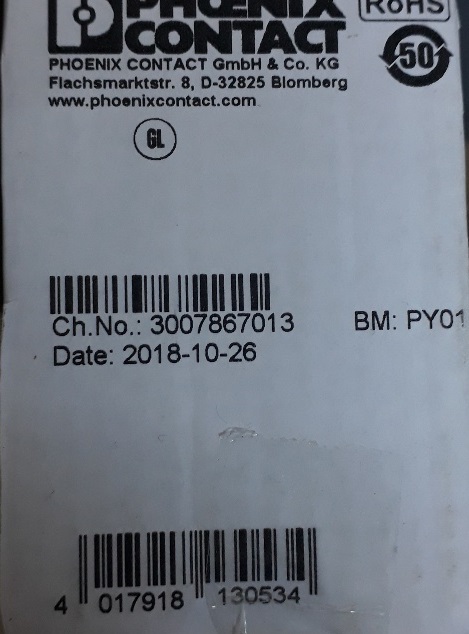 PHOENIX
RoHS
CONTACT
50
PHOENIX CONTACT GmbH & Co. KG
Flachsmarktstr. 8, D-32825 Blomberg
www.phoenixcontact.com
GL
Ch.No.: 3007867013 BM: PY01
Date: 2018-10-26
4 017918 130534